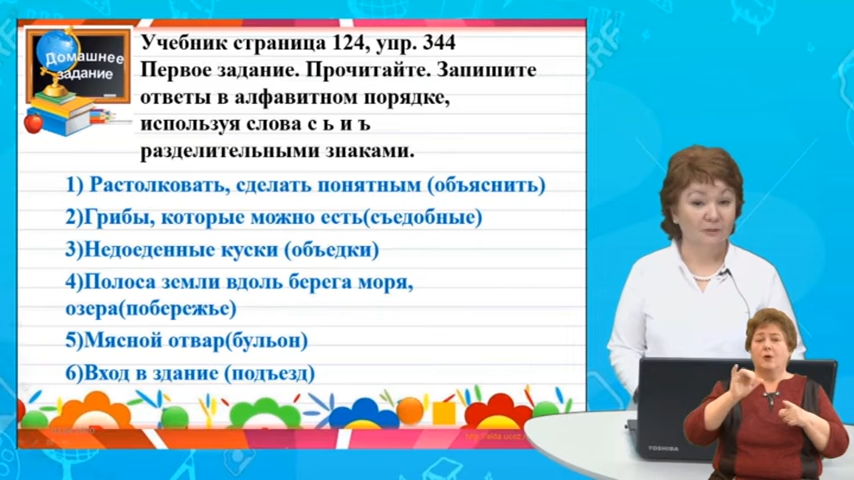 Домашнее
задание
Учебник страница 124, упр. 344
Первое задание. Прочитайте. Запишите
ответы в алфавитном порядке,
используя слова с ь и ъ
разделительными знаками.
1) Растолковать, сделать понятным (объяснить)
2)Грибы, которые можно есть(съедобные)
3)Недоеденные куски (объедки)
4)Полоса земли вдоль берега моря,
озера(побережье)
5)Мясной отвар(бульон)
6)Вход в здание (подъезд)
TOSHIBA